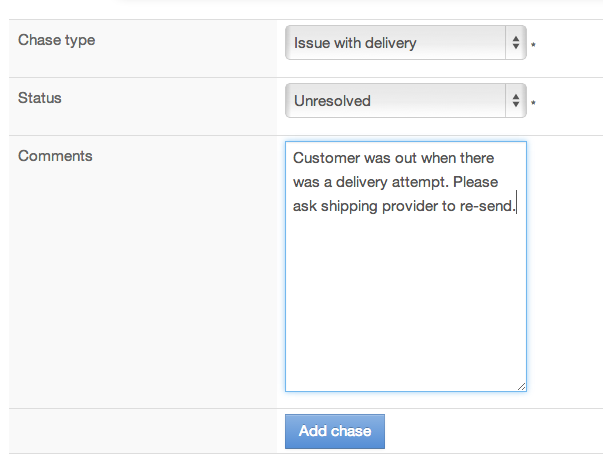 Chase type
Issue with delivery
*
Status
Unresolved
*
Comments
Customer was out when there
was a delivery attempt. Please
ask shipping provider to re-send.
Add chase